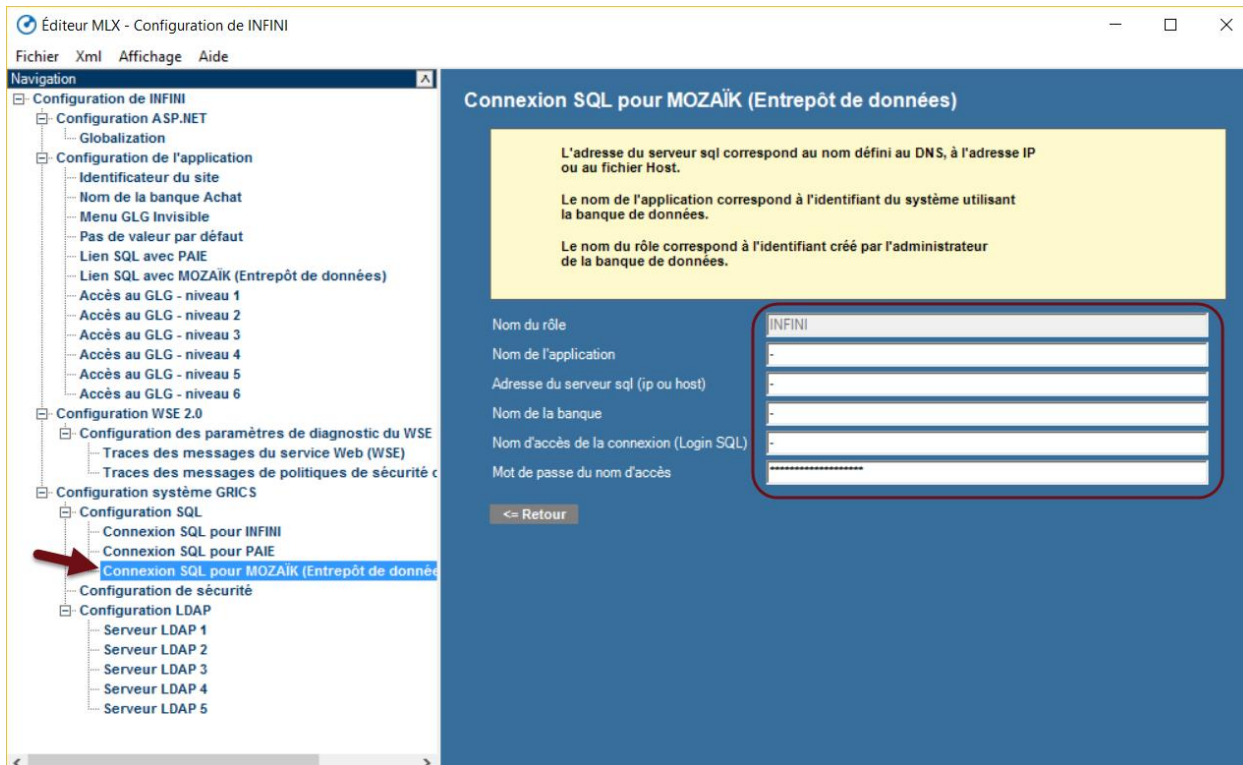 Éditeur MLX - Configuration de INFINI
Fichier Xml Affichage Aide
Navigation
Configuration de INFINI
Configuration ASP.NET
Globalization
Configuration de l'application
Identificateur du site
Nom de la banque Achat
Menu GLG Invisible
Pas de valeur par défaut
Lien SQL avec PAIE
Lien SQL avec MOZAÏK (Entrepôt de données)
Accès au GLG - niveau 1
Accès au GLG - niveau 2
Accès au GLG - niveau 3
Accès au GLG - niveau 4
Accès au GLG - niveau 5
Accès au GLG - niveau 6
Configuration WSE 2.0
Configuration des paramètres de diagnostic du WSE
Traces des messages du service Web (WSE)
Traces des messages de politiques de sécurité
Configuration système GRICS
Configuration SQL
Connexion SQL pour INFINI
Connexion SQL pour PAIE
Connexion SQL pour MOZAÏK (Entrepôt de donnée
Configuration de sécurité
Configuration LDAP
Serveur LDAP 1
Serveur LDAP 2
Serveur LDAP 3
Serveur LDAP 4
Serveur LDAP 5
Connexion SQL pour MOZAÏK (Entrepôt de données)
L'adresse du serveur sql correspond au nom défini au DNS, à l'adresse IP
ou au fichier Host.
Le nom de l'application correspond à l'identifiant du système utilisant
la banque de données.
Le nom du rôle correspond à l'identifiant créé par l'administrateur
de la banque de données.
Nom du rôle INFINI
Nom de l'application -
Adresse du serveur sql (ip ou host) -
Nom de la banque -
Nom d'accès de la connexion (Login SQL) -
Mot de passe du nom d'accès ********************
<= Retour